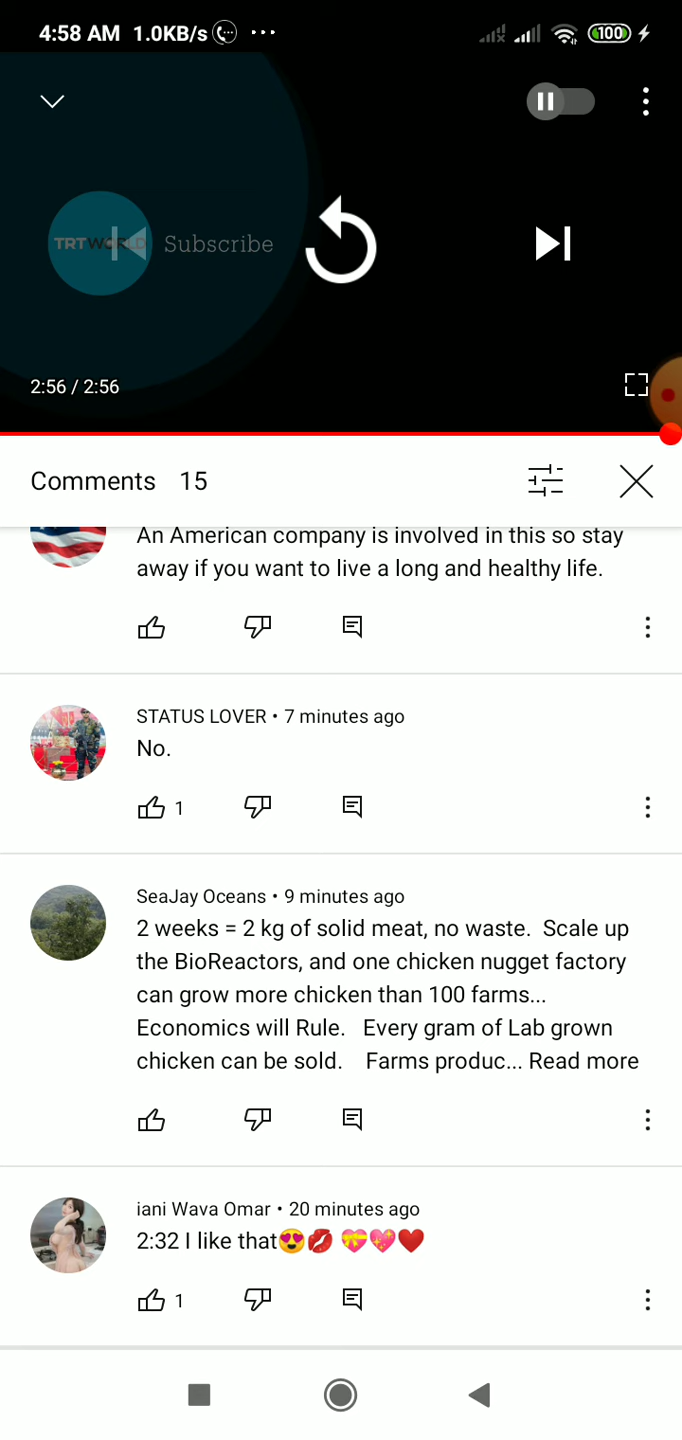 4:58 AM 1.0KB/s ...
100
TRT WORLD Subscribe
2:56 / 2:56
Comments 15
An American company is involved in this so stay
away if you want to live a long and healthy life.
STATUS LOVER • 7 minutes ago
No.
1
SeaJay Oceans • 9 minutes ago
2 weeks = 2 kg of solid meat, no waste.  Scale up
the BioReactors, and one chicken nugget factory
can grow more chicken than 100 farms...
Economics will Rule.   Every gram of Lab grown
chicken can be sold.    Farms produc... Read more
iani Wava Omar • 20 minutes ago
2:32 I like that😍💋 💝💖❤️
1